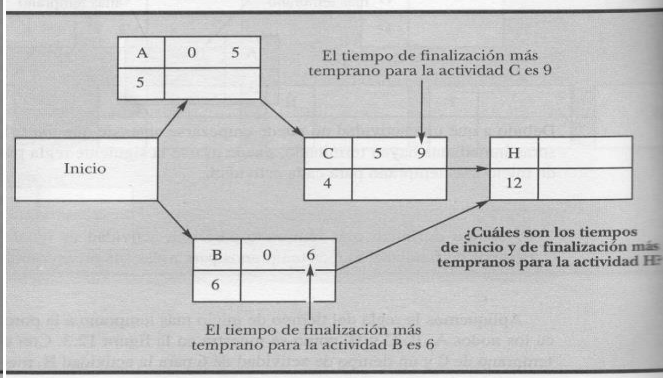 A 0 5
5
El tiempo de finalización más
temprano para la actividad C es 9
Inicio
C 5 9
4
H
12
B 0 6
6
¿Cuáles son los tiempos
de inicio y de finalización más
tempranos para la actividad H?
El tiempo de finalización más
temprano para la actividad B es 6